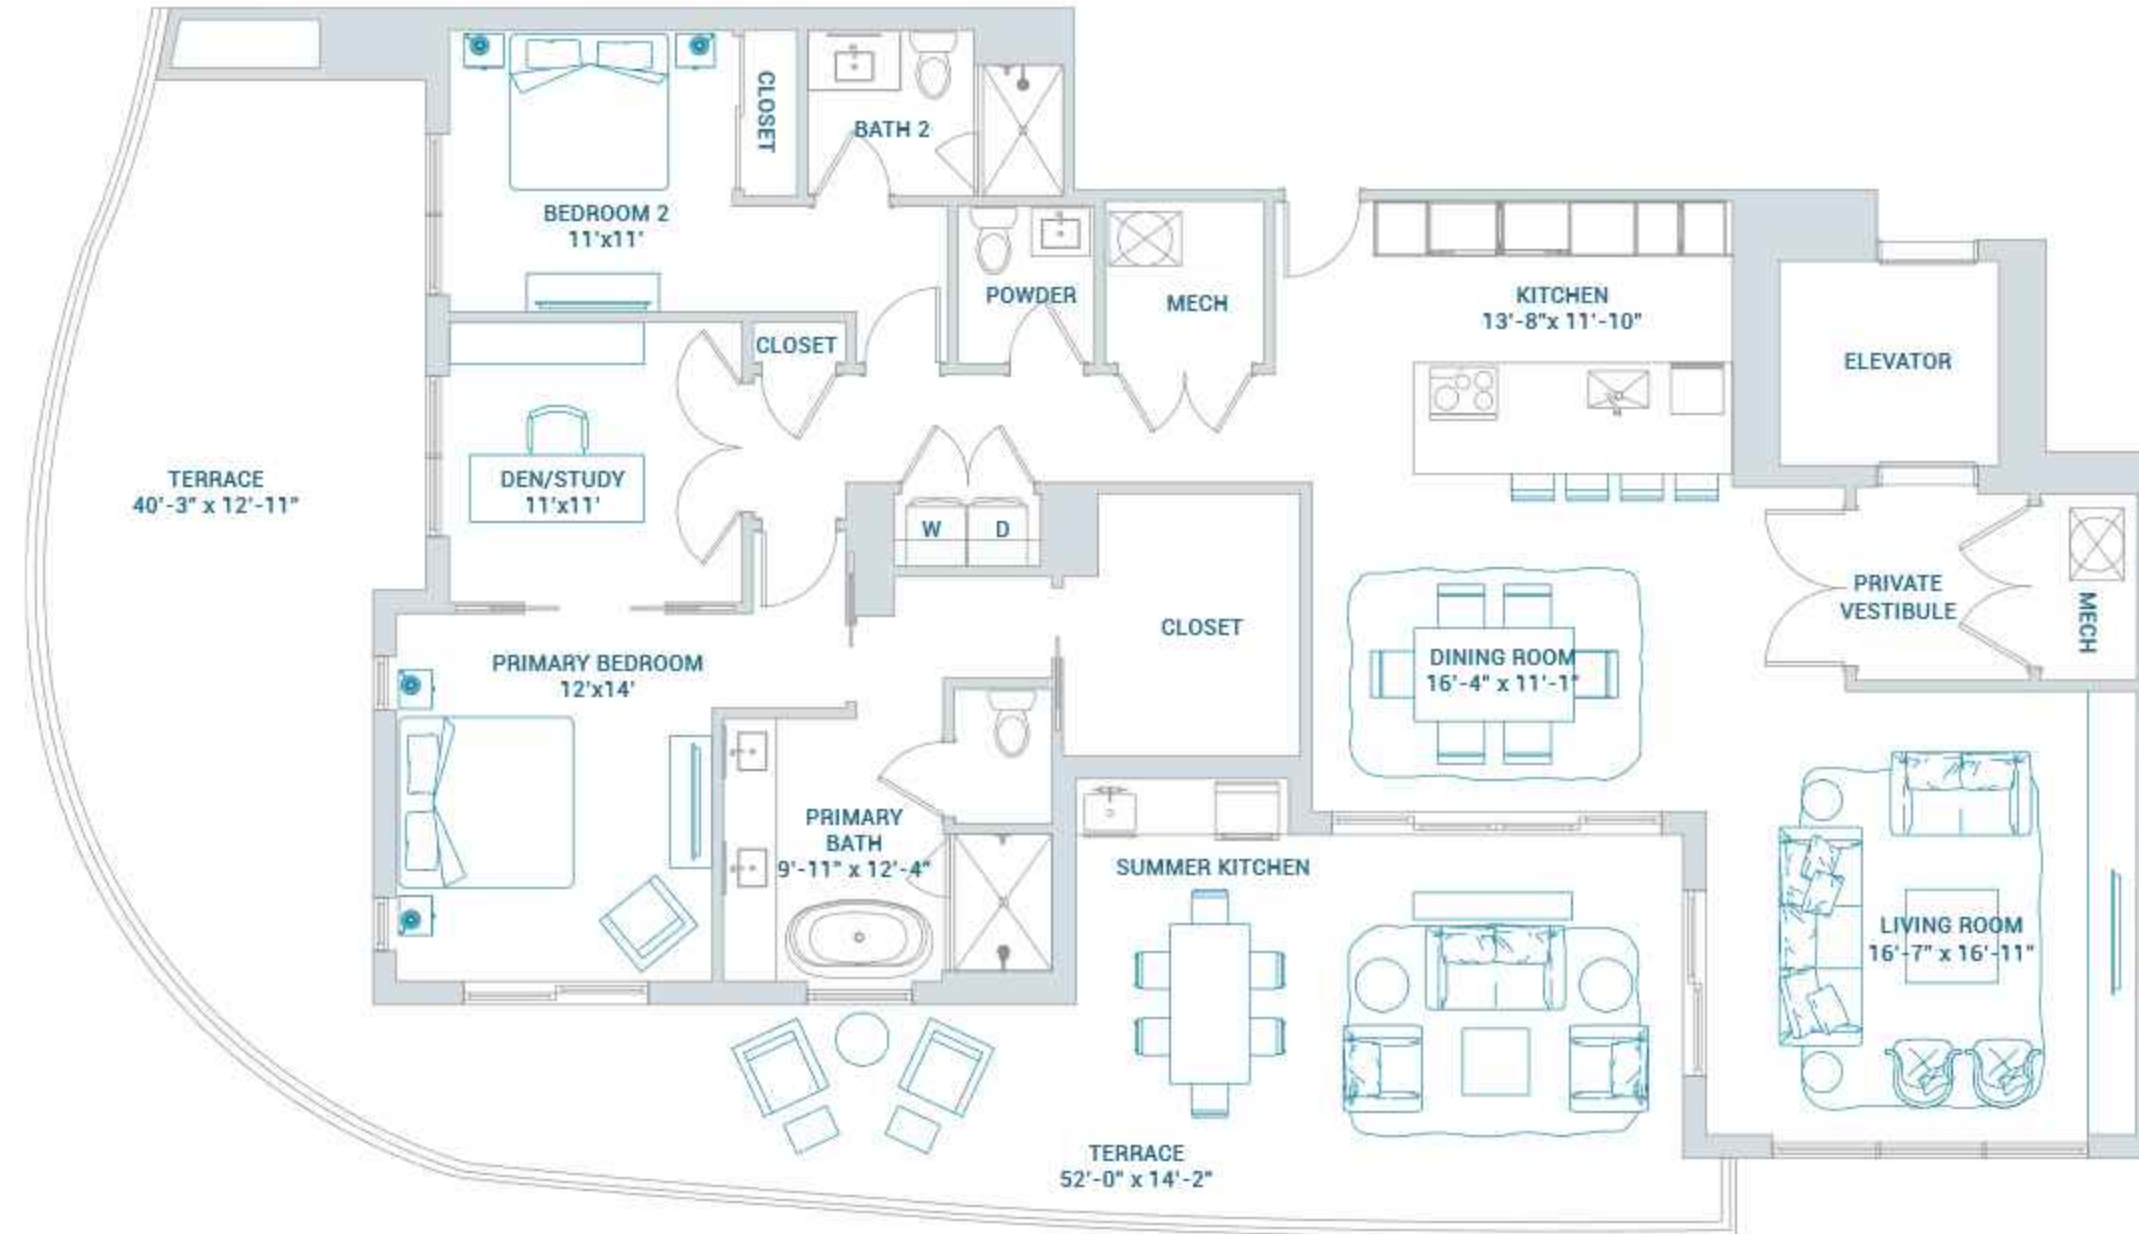 CLOSET
BATH 2
BEDROOM 2
11'x11'
POWDER
MECH
KITCHEN
13'-8"x 11'-10"
CLOSET
ELEVATOR
TERRACE
40'-3" x 12'-11"
DEN/STUDY
11'x11'
W
D
PRIVATE
VESTIBULE
MECH
CLOSET
PRIMARY BEDROOM
12'x14'
DINING ROOM
16'-4" x 11'-1"
PRIMARY
BATH
9'-11" x 12'-4"
SUMMER KITCHEN
LIVING ROOM
16'-7" x 16'-11"
TERRACE
52'-0" x 14'-2"